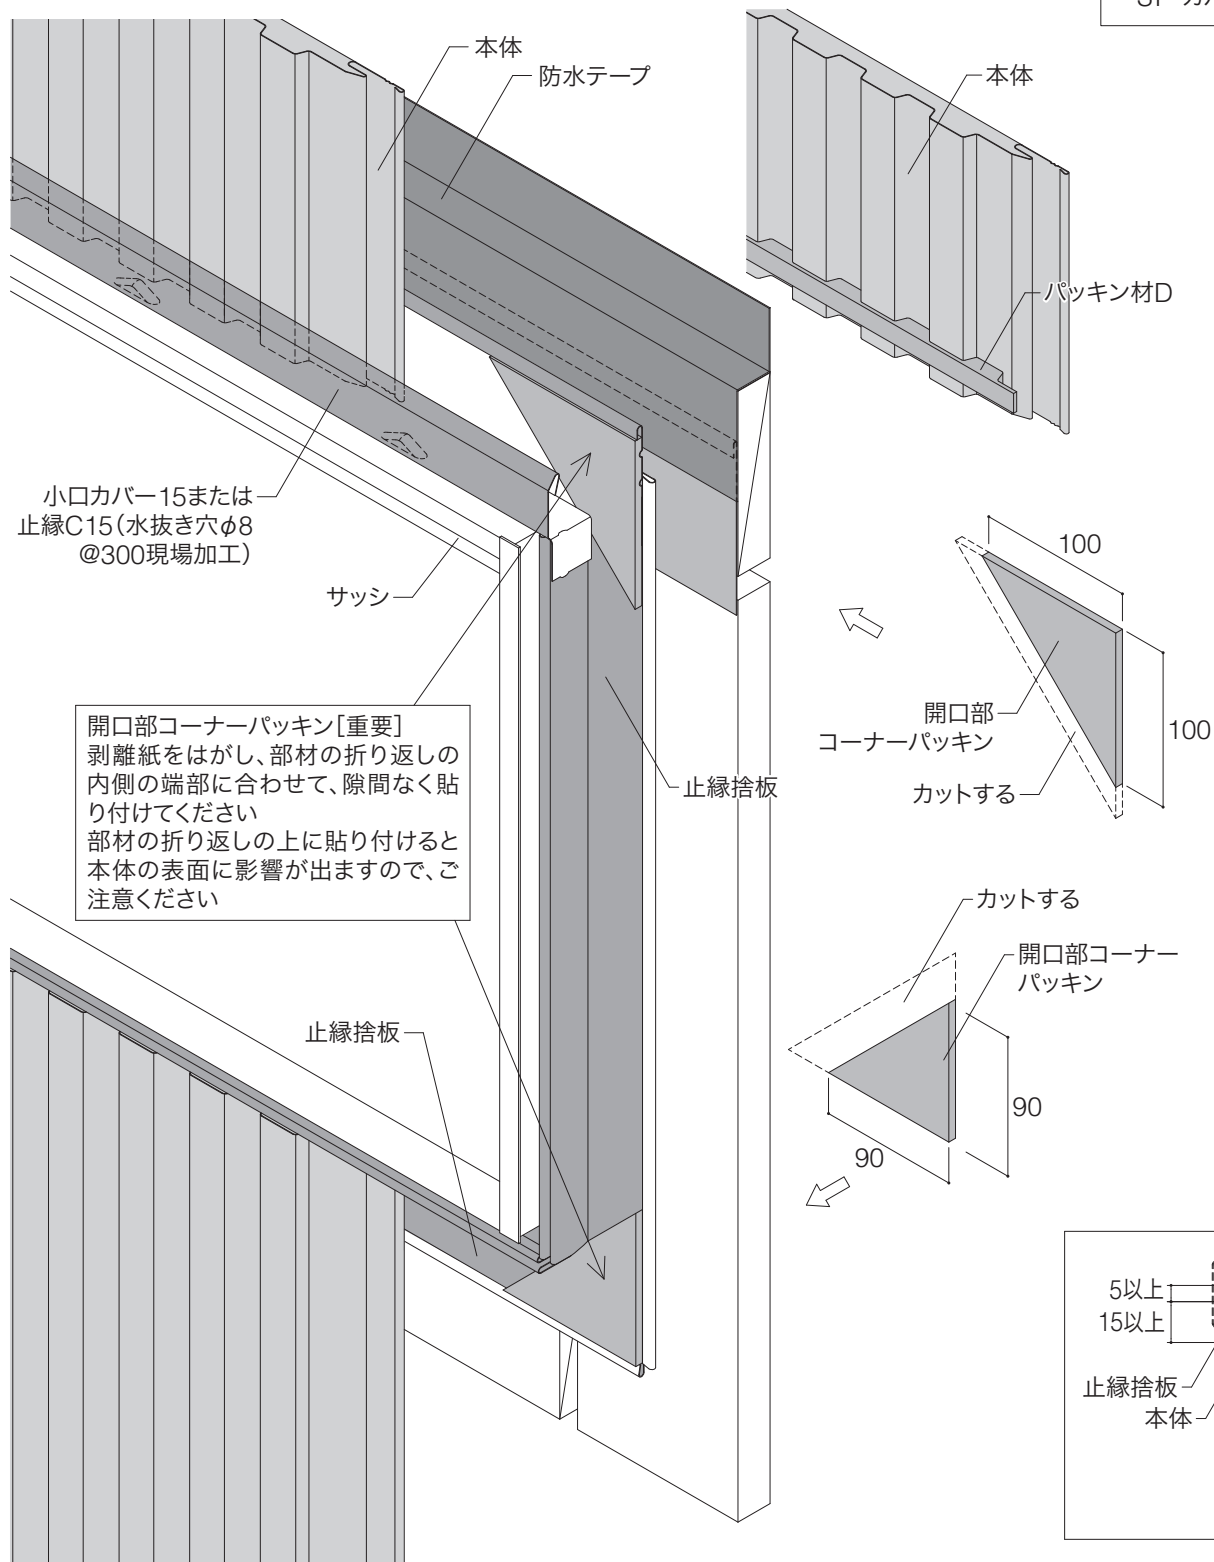 本体
防水テープ
本体
パッキン材D
小口カバー15または
止縁C15(水抜き穴φ8
@300現場加工)
サッシ
100
100
開口部
コーナーパッキン
カットする
開口部コーナーパッキン[重要]
剥離紙をはがし、部材の折り返しの
内側の端部に合わせて、隙間なく貼
り付けてください
部材の折り返しの上に貼り付けると
本体の表面に影響が出ますので、ご
注意ください
止縁捨板
カットする
開口部コーナー
パッキン
90
90
止縁捨板
5以上
15以上
止縁捨板
本体